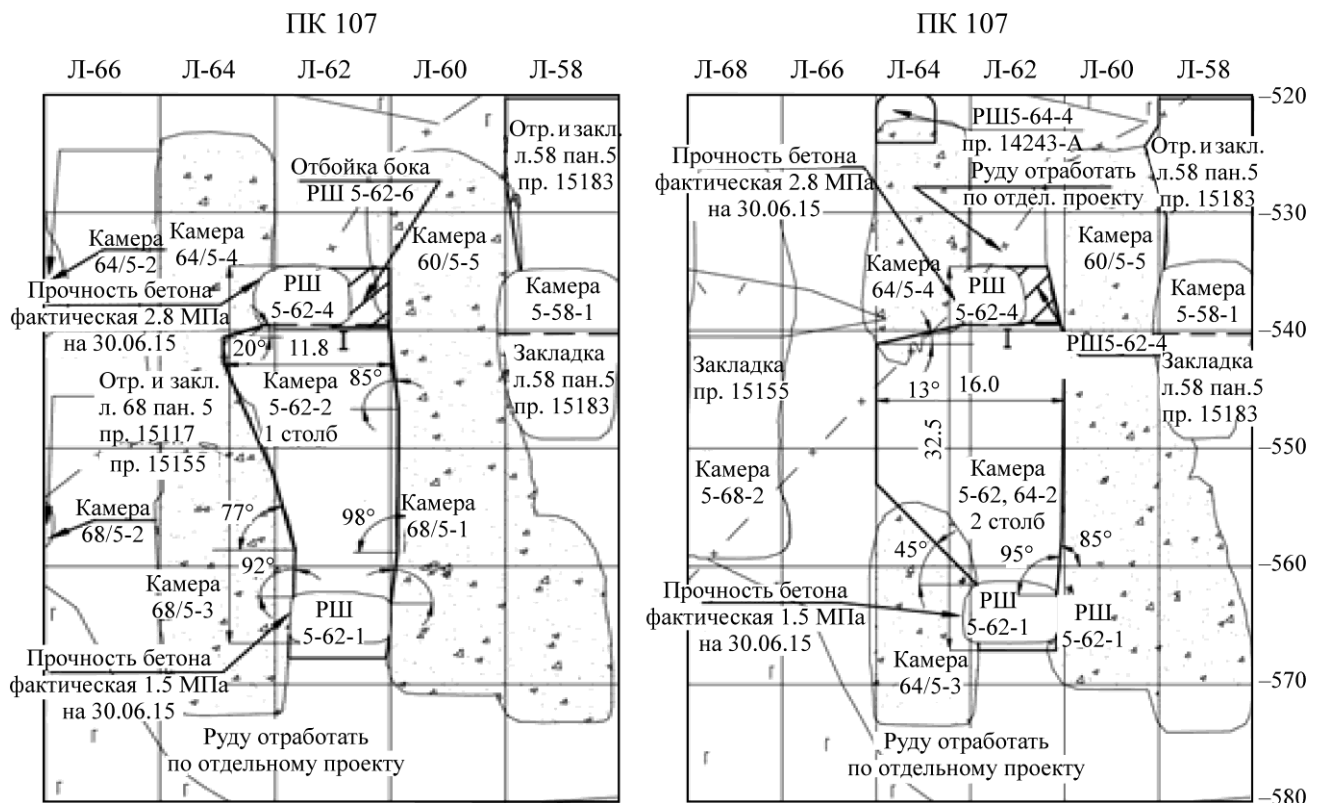 ПК 107
Л-66
Л-64
Л-62
Л-60
Л-58
Отр. и закл.
л.58 пан.5
пр. 15183
Отбойка бока
РШ 5-62-6
Камера
64/5-2
Камера
64/5-4
Камера
60/5-5
Прочность бетона
фактическая 2.8 МПа
на 30.06.15
РШ
5-62-4
Камера
5-58-1
20°
11.8
I
Закладка
л.58 пан.5
пр. 15183
Отр. и закл.
л. 68 пан. 5
пр. 15117
пр. 15155
Камера
5-62-2
1 столб
85°
Камера
68/5-2
77°
98°
Камера
68/5-1
92°
Камера
68/5-3
РШ
5-62-1
Прочность бетона
фактическая 1.5 МПа
на 30.06.15
Руду отработать
по отдельному проекту
ПК 107
Л-68
Л-66
Л-64
Л-62
Л-60
Л-58
–520
–530
–540
–550
–560
–570
–580
РШ5-64-4
пр. 14243-А
Прочность бетона
фактическая 2.8 МПа
на 30.06.15
Руду отработать
по отдел. проекту
Отр. и закл.
л.58 пан.5
пр. 15183
Камера
64/5-4
Камера
60/5-5
РШ
5-62-4
Камера
5-58-1
I
РШ5-62-4
Закладка
пр. 15155
13°
16.0
Закладка
л.58 пан.5
пр. 15183
32.5
Камера
5-68-2
Камера
5-62, 64-2
2 столб
45°
95°
85°
Прочность бетона
фактическая 1.5 МПа
на 30.06.15
РШ
5-62-1
РШ
5-62-1
Камера
64/5-3
Руду отработать
по отдельному проекту